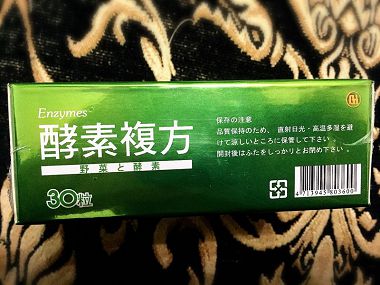 Enzymes
酵素複方
野菜と酵素
30粒
保存の注意
品質保持のため、直射日光・高温多湿を避
けて涼しいところに保管して下さい。
開封後はふたをしっかりとお閉め下さい。
4 713943 803600